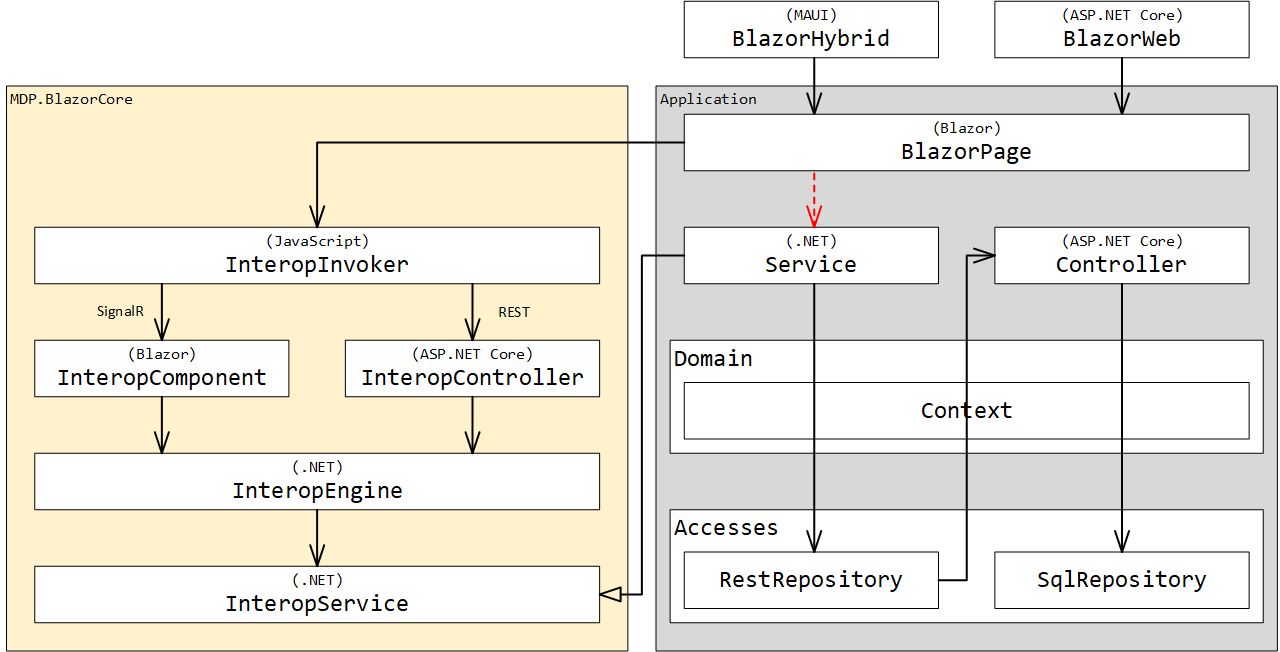 (MAUI)
BlazorHybrid
(ASP.NET Core)
BlazorWeb
MDP.BlazorCore
Application
(Blazor)
BlazorPage
(JavaScript)
InteropInvoker
(.NET)
Service
(ASP.NET Core)
Controller
SignalR
REST
(Blazor)
InteropComponent
(ASP.NET Core)
InteropController
Domain
Context
(.NET)
InteropEngine
Accesses
(.NET)
InteropService
RestRepository
SqlRepository